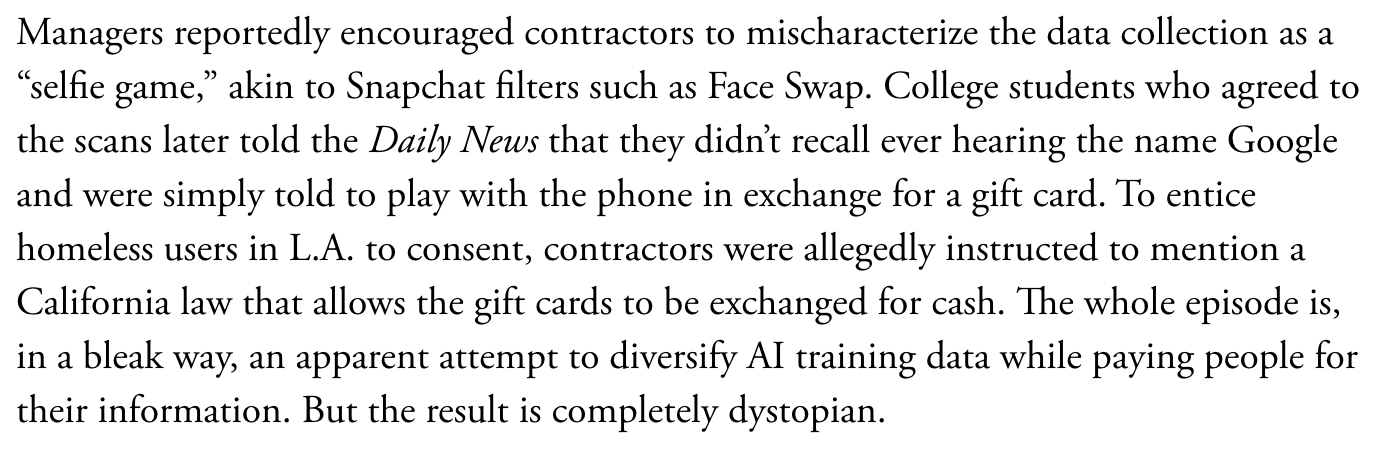 Managers reportedly encouraged contractors to mischaracterize the data collection as a
“selfie game,” akin to Snapchat filters such as Face Swap. College students who agreed to
the scans later told the Daily News that they didn’t recall ever hearing the name Google
and were simply told to play with the phone in exchange for a gift card. To entice
homeless users in L.A. to consent, contractors were allegedly instructed to mention a
California law that allows the gift cards to be exchanged for cash. The whole episode is,
in a bleak way, an apparent attempt to diversify AI training data while paying people for
their information. But the result is completely dystopian.